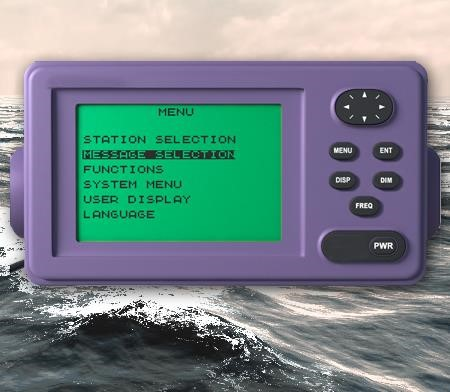 MENU
STATION SELECTION
MESSAGE SELECTION
FUNCTIONS
SYSTEM MENU
USER DISPLAY
LANGUAGE
MENU ENT
DISP DIM
FREQ
PWR